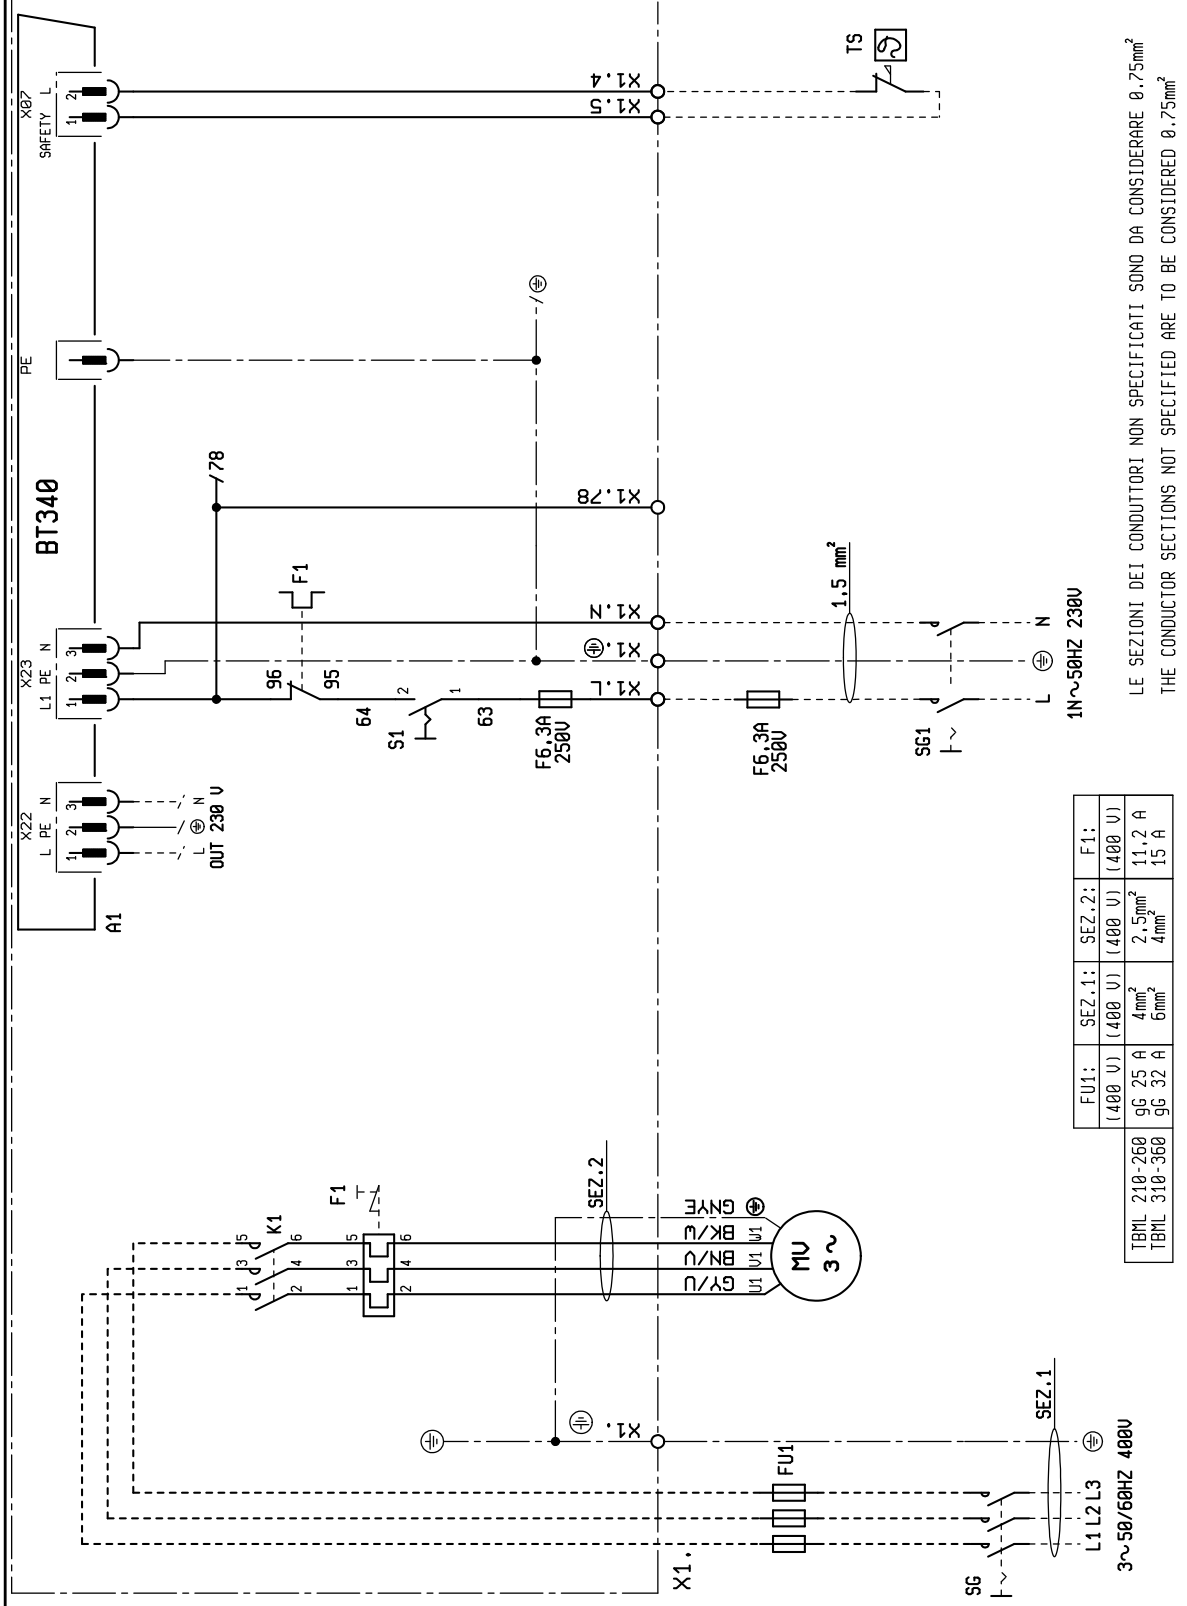 BT340
A1
X22
L PE N
1 2 3
L N
OUT 230 V
X23
L1 PE N
1 2 3
PE
X07
SAFETY L
1 2
/78
F1
96
95
64
S1
2
1
63
F6,3A
250V
X1.L
X1.
X1.N
X1.78
X1.5
X1.4
TS
F6,3A
250V
1,5 mm²
SG1
L N
1N~50HZ 230V
K1
1 3 5
2 4 6
F1
1 3 5
2 4 6
SEZ.2
GY/U
BN/V
BK/W
GNYE
U1 V1 W1
MV
3~
X1.
X1.
FU1
SG
SEZ.1
L1 L2 L3
3~50/60HZ 400V
FU1: SEZ.1: SEZ.2: F1:
(400 V) (400 V) (400 V) (400 V)
TBML 210-260 gG 25 A 4mm² 2,5mm² 11,2 A
TBML 310-360 gG 32 A 6mm² 4mm² 15 A
LE SEZIONI DEI CONDUTTORI NON SPECIFICATI SONO DA CONSIDERARE 0.75mm²
THE CONDUCTOR SECTIONS NOT SPECIFIED ARE TO BE CONSIDERED 0.75mm²